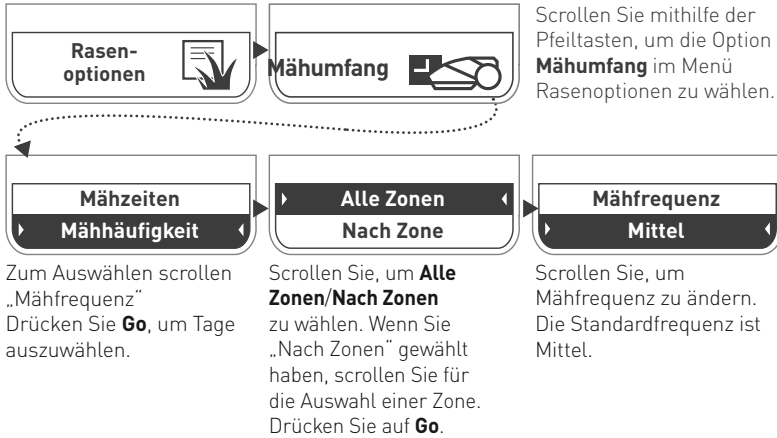 Rasen-
optionen
Mähumfang
Scrollen Sie mithilfe der
Pfeiltasten, um die Option
Mähumfang im Menü
Rasenoptionen zu wählen.
Mähzeiten
Mähhäufigkeit
Alle Zonen
Nach Zone
Mähfrequenz
Mittel
Zum Auswählen scrollen
„Mähfrequenz“
Drücken Sie Go, um Tage
auszuwählen.
Scrollen Sie, um Alle
Zonen/Nach Zonen
zu wählen. Wenn Sie
„Nach Zonen“ gewählt
haben, scrollen Sie für
die Auswahl einer Zone.
Drücken Sie auf Go.
Scrollen Sie, um
Mähfrequenz zu ändern.
Die Standardfrequenz ist
Mittel.